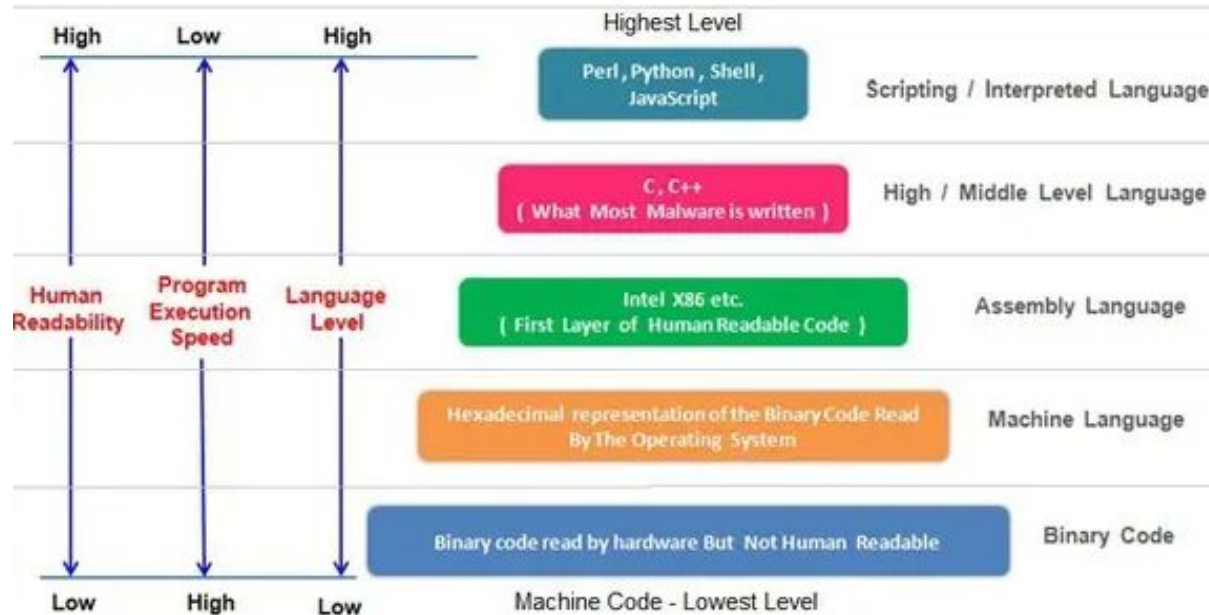 High Low High
Highest Level
Perl , Python , Shell ,
JavaScript
Scripting / Interpreted Language
C , C++
( What Most Malware is written )
High / Middle Level Language
Human
Readability
Program
Execution
Speed
Language
Level
Intel X86 etc.
( First Layer of Human Readable Code )
Assembly Language
Hexadecimal representation of the Binary Code Read
By The Operating System
Machine Language
Binary code read by hardware But Not Human Readable
Binary Code
Low High Low
Machine Code - Lowest Level